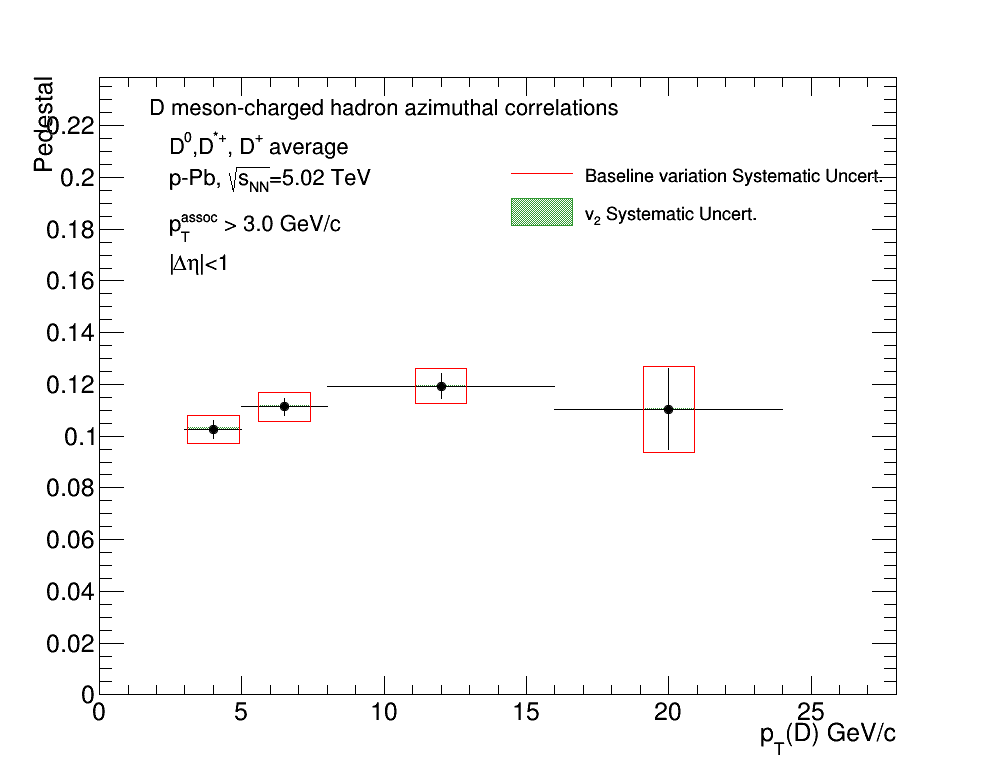 Pedestal
D meson-charged hadron azimuthal correlations
D⁰,D*⁺, D⁺ average
p-Pb, √s_NN=5.02 TeV
p_T^assoc > 3.0 GeV/c
|Δη|<1
Baseline variation Systematic Uncert.
v₂ Systematic Uncert.
0.22
0.2
0.18
0.16
0.14
0.12
0.1
0.08
0.06
0.04
0.02
0
0 5 10 15 20 25
p_T(D) GeV/c